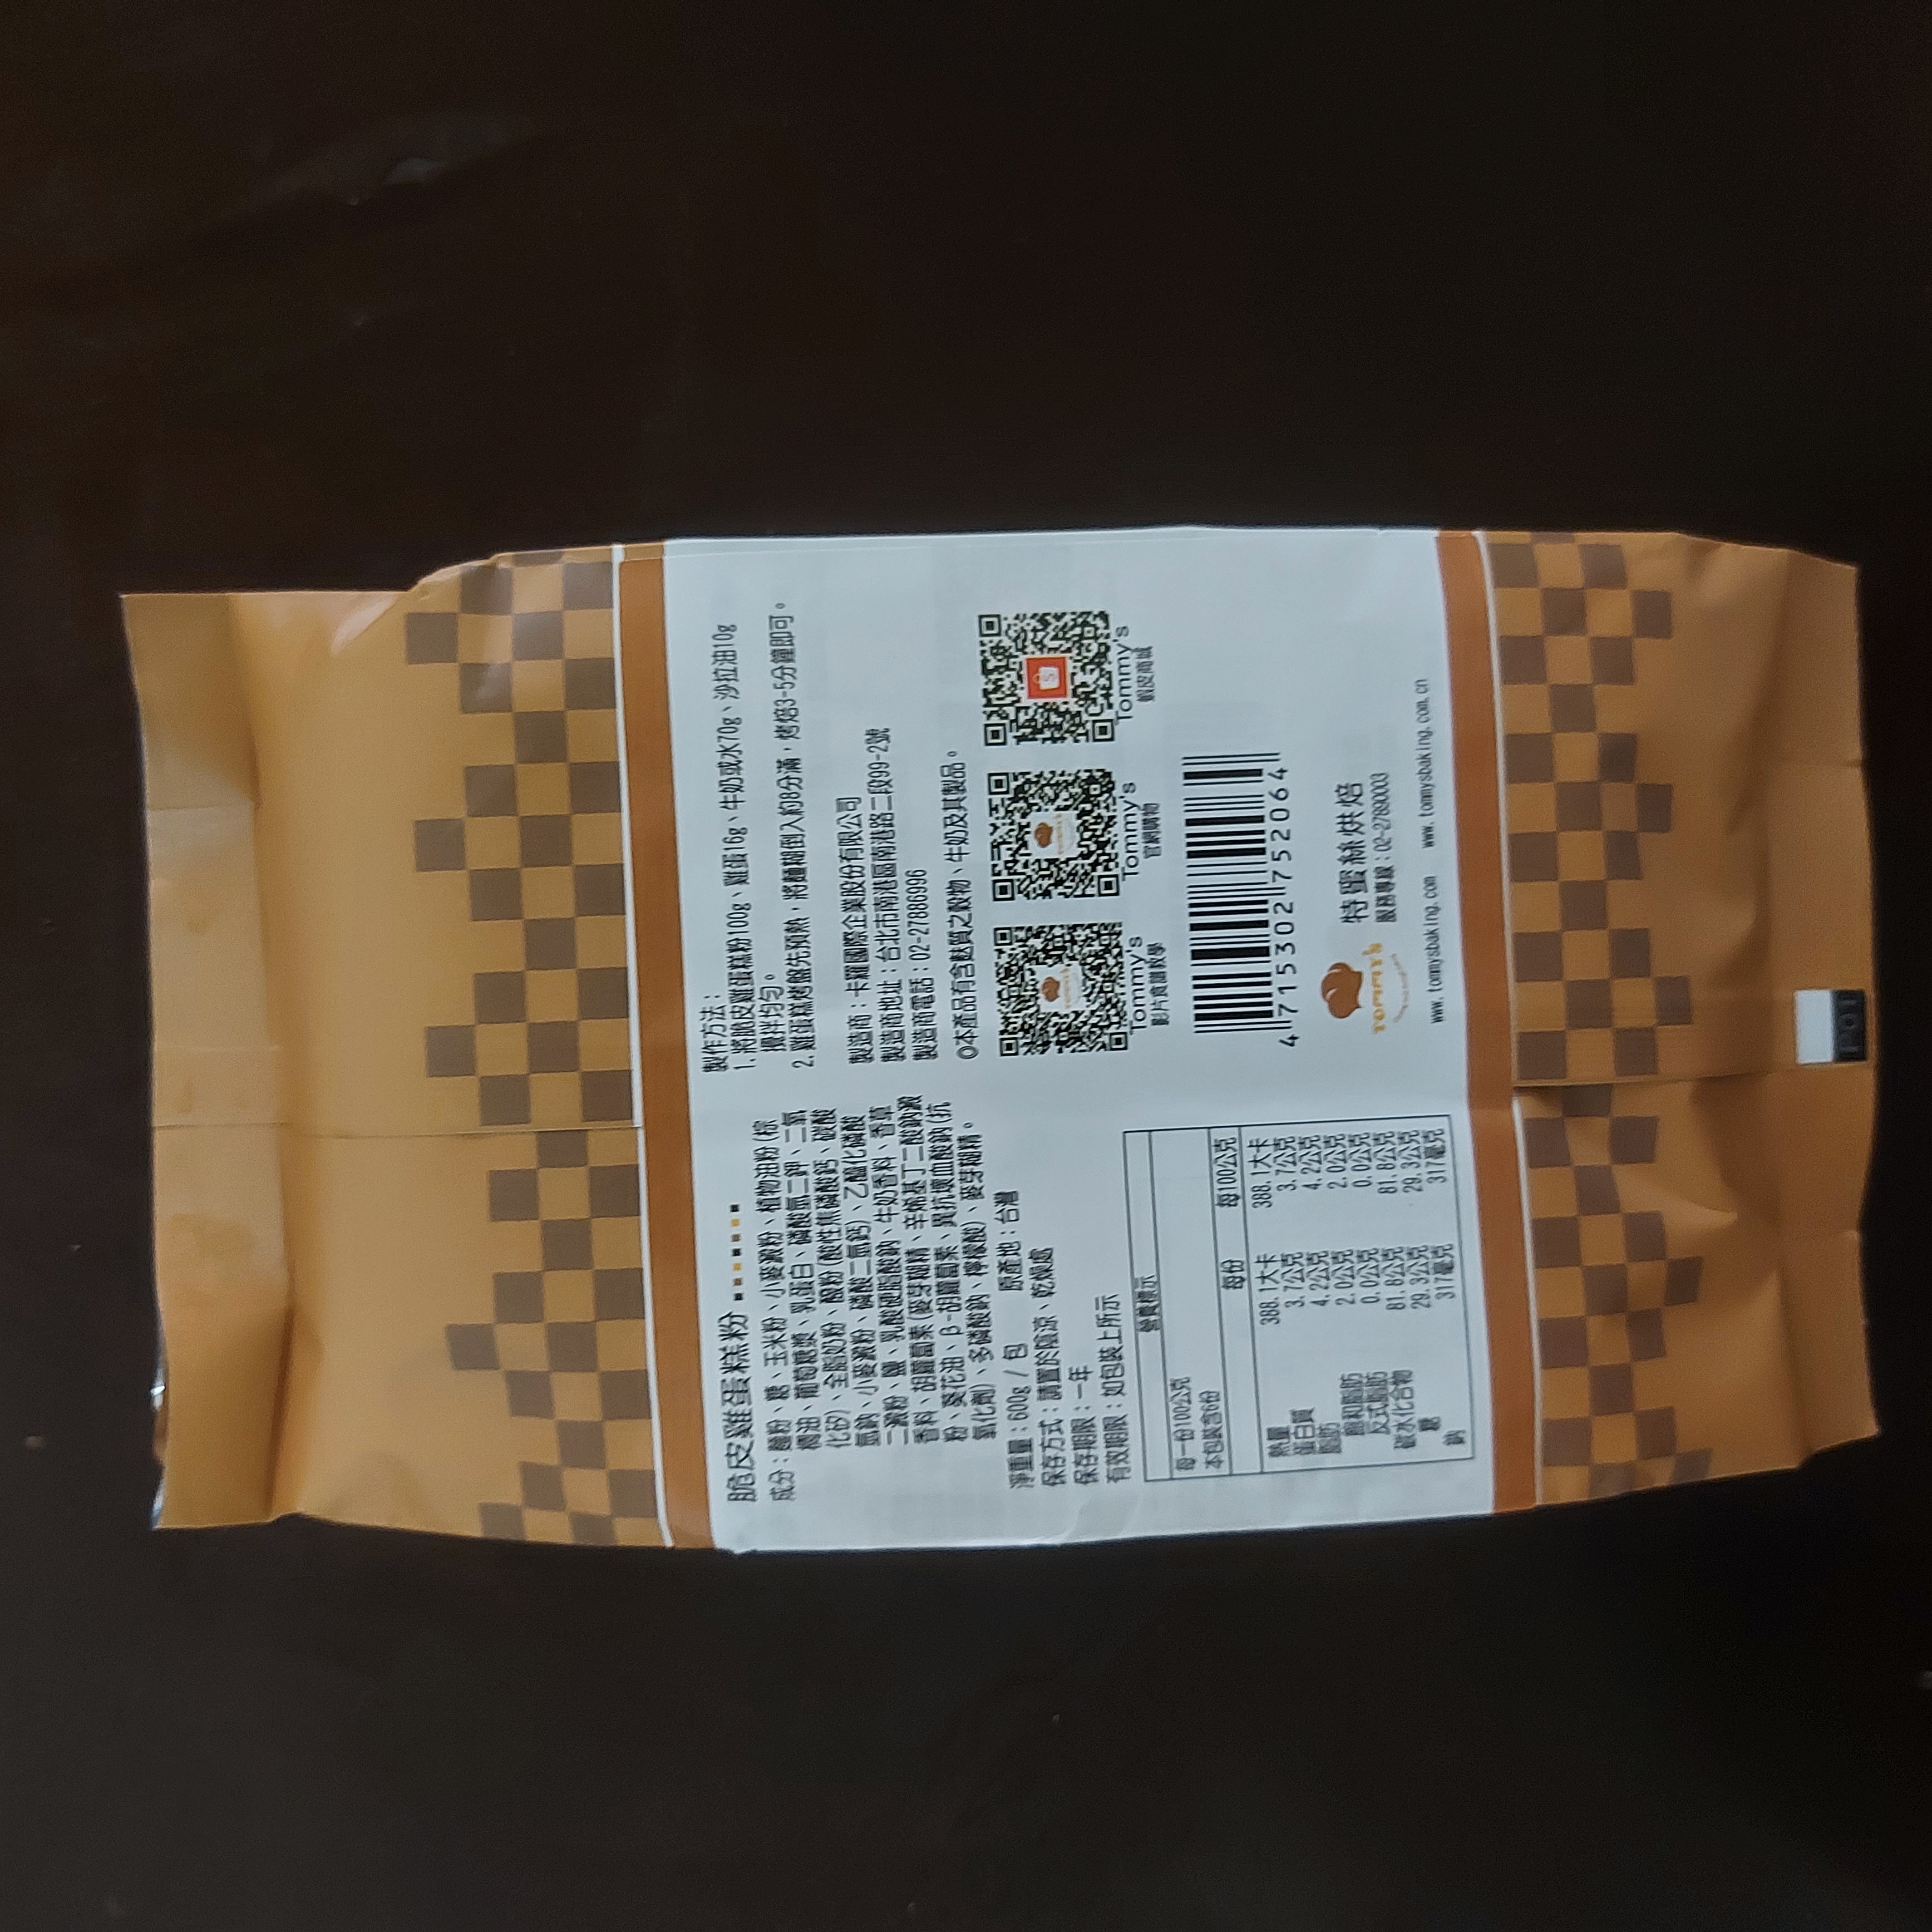 脆皮雞蛋糕粉
成分：麵粉、糖、玉米粉、小麥澱粉、植物油粉(棕
櫚油、葡萄糖漿、乳蛋白、磷酸氫二鉀、二氧
化矽)、全脂奶粉、酸粉(酸性焦磷酸鈣、碳酸
氫鈉、小麥澱粉、磷酸二氫鈣)、乙醯化磷酸
二澱粉、鹽、乳酸硬脂酸鈉、牛奶香料、香草
香料、胡蘿蔔素(麥芽糊精、辛烯基丁二酸鈉澱
粉、葵花油、β-胡蘿蔔素、異抗壞血酸鈉(抗
氧化劑)、多磷酸鈉、檸檬酸)、麥芽糊精。
淨重量：600g / 包 原產地：台灣
保存方式：請置於陰涼、乾燥處
保存期限：一年
有效期限：如包裝上所示
營養標示
每一份100公克
本包裝含6份
每份 每100公克
熱量 388.1大卡 388.1大卡
蛋白質 3.7公克 3.7公克
脂肪 4.2公克 4.2公克
飽和脂肪 2.0公克 2.0公克
反式脂肪 0.0公克 0.0公克
碳水化合物 81.8公克 81.8公克
糖 29.3公克 29.3公克
鈉 317毫克 317毫克
製作方法：
1.將脆皮雞蛋糕粉100g、雞蛋16g、牛奶或水70g、沙拉油10g
攪拌均勻。
2.雞蛋糕烤盤先預熱，將麵糊倒入約8分滿，烤焙3-5分鐘即可。
製造商：卡羅國際企業股份有限公司
製造商地址：台北市南港區南港路二段99-2號
製造商電話：02-27886996
◎本產品有含麩質之穀物、牛奶及其製品。
Tommy's Tommy's Tommy's
影片食譜教學 官網購物 蝦皮商城
4 715302 752064
TOMMY'S
特蜜絲烘焙
服務專線：02-27890003
www.tommysbaking.com www.tommysbaking.com.cn